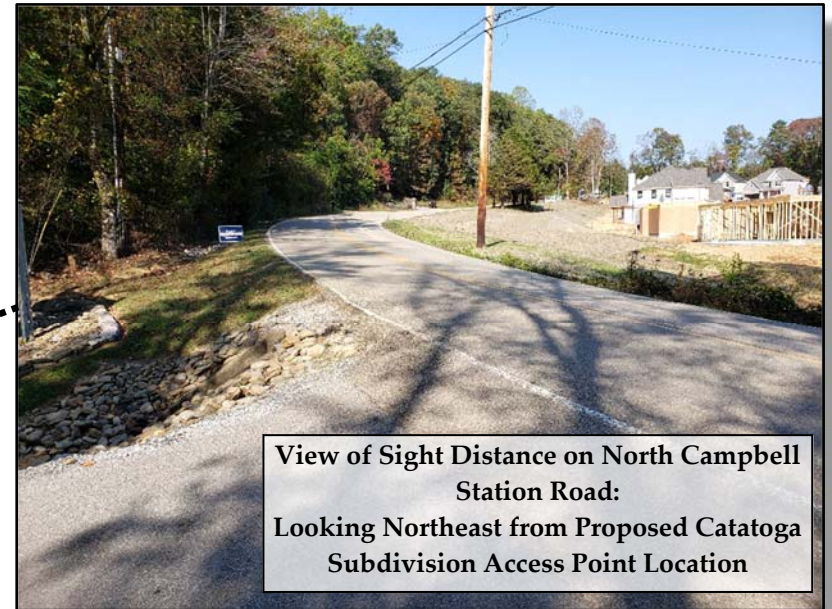 View of Sight Distance on North Campbell
Station Road:
Looking Northeast from Proposed Catatoga
Subdivision Access Point Location